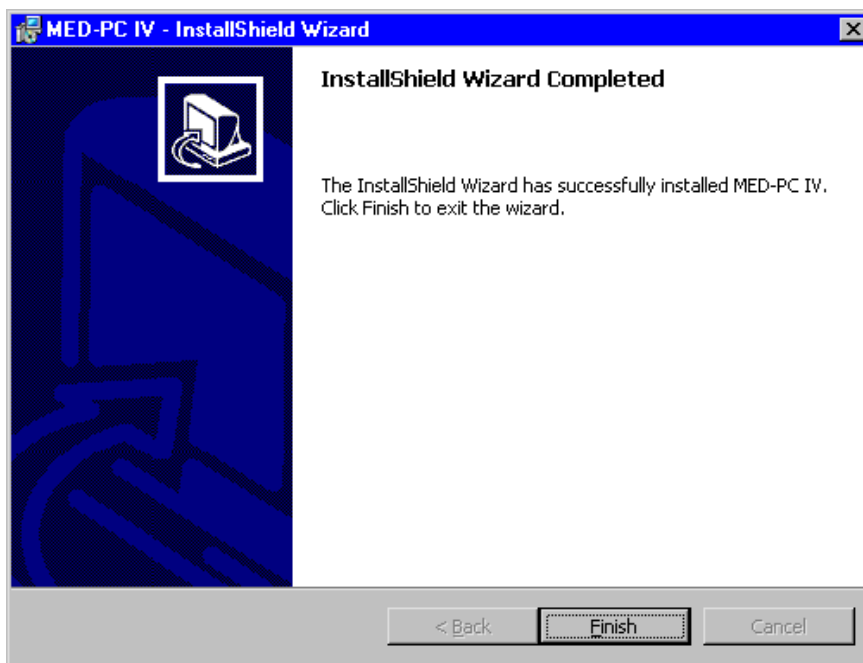 MED-PC IV - InstallShield Wizard
InstallShield Wizard Completed
The InstallShield Wizard has successfully installed MED-PC IV.
Click Finish to exit the wizard.
< Back
Finish
Cancel